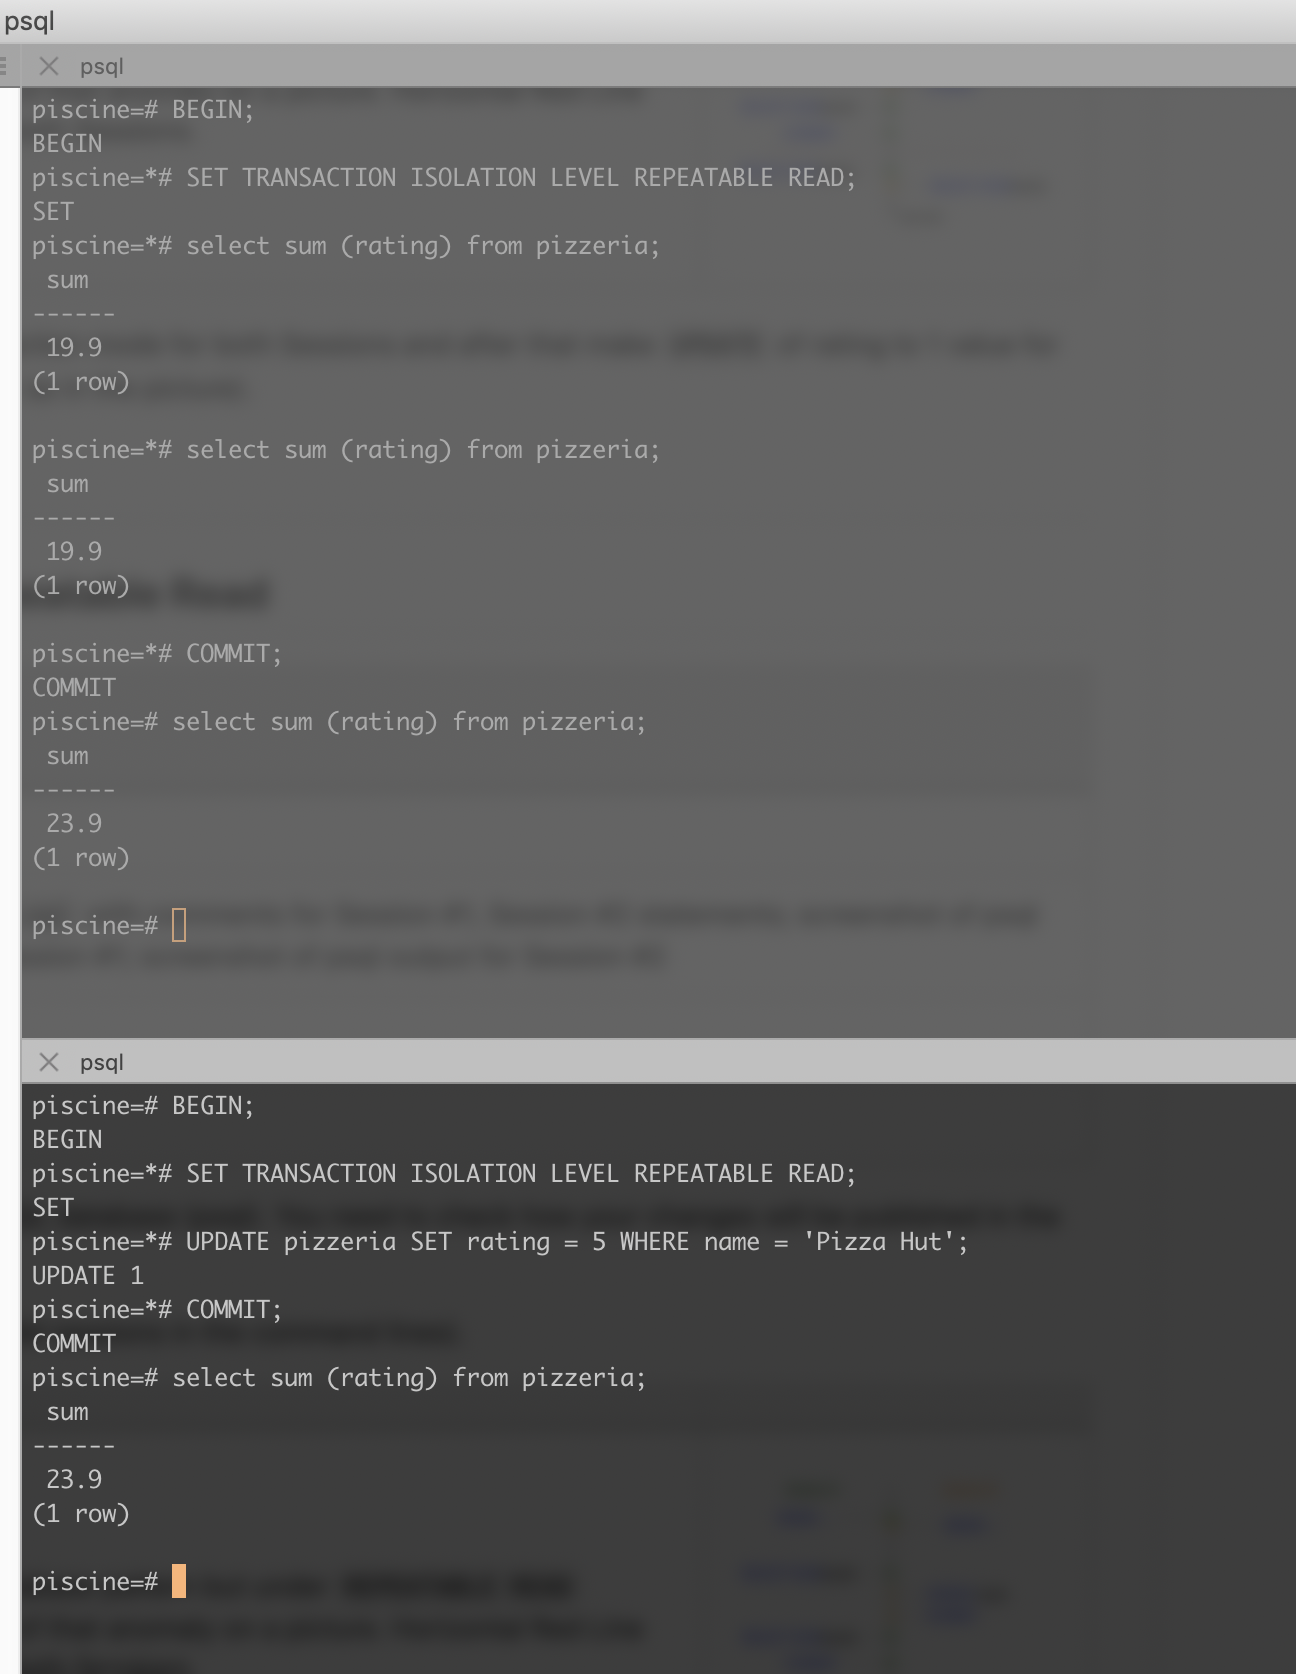 psql
psql
piscine=# BEGIN;
BEGIN
piscine=*# SET TRANSACTION ISOLATION LEVEL REPEATABLE READ;
SET
piscine=*# select sum (rating) from pizzeria;
 sum
------
 19.9
(1 row)

piscine=*# select sum (rating) from pizzeria;
 sum
------
 19.9
(1 row)

piscine=*# COMMIT;
COMMIT
piscine=# select sum (rating) from pizzeria;
 sum
------
 23.9
(1 row)

piscine=#
psql
piscine=# BEGIN;
BEGIN
piscine=*# SET TRANSACTION ISOLATION LEVEL REPEATABLE READ;
SET
piscine=*# UPDATE pizzeria SET rating = 5 WHERE name = 'Pizza Hut';
UPDATE 1
piscine=*# COMMIT;
COMMIT
piscine=# select sum (rating) from pizzeria;
 sum
------
 23.9
(1 row)

piscine=#